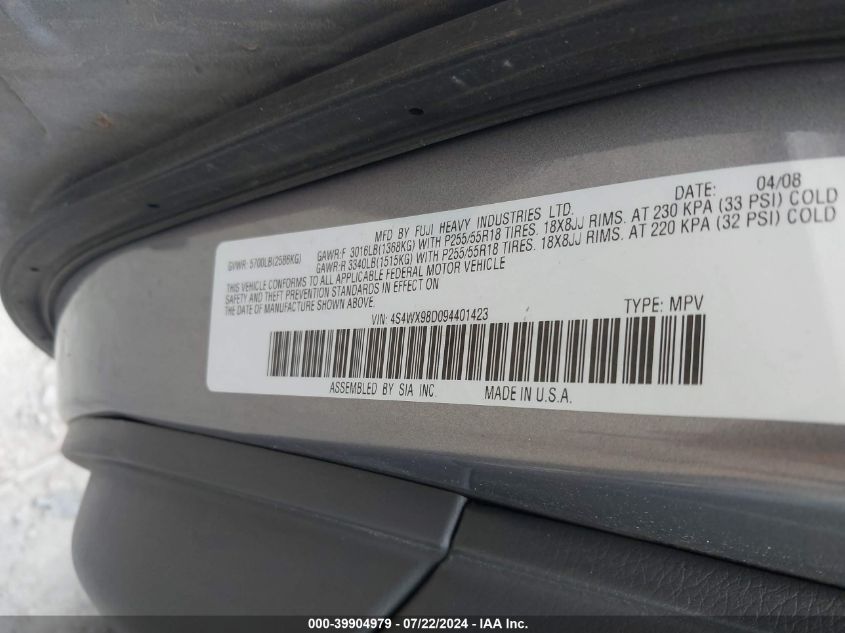 DATE: 04/08
MFD BY FUJI HEAVY INDUSTRIES LTD.
GVWR: 5700LB(2586KG) GAWR:F 3016LB(1368KG) WITH P255/55R18 TIRES. 18X8JJ RIMS. AT 230 KPA (33 PSI) COLD
GAWR-R 3340LB(1515KG) WITH P255/55R18 TIRES. 18X8JJ RIMS. AT 220 KPA (32 PSI) COLD
THIS VEHICLE CONFORMS TO ALL APPLICABLE FEDERAL MOTOR VEHICLE
SAFETY AND THEFT PREVENTION STANDARDS IN EFFECT ON
THE DATE OF MANUFACTURE SHOWN ABOVE.
VIN: 4S4WX98D094401423 TYPE: MPV
ASSEMBLED BY SIA INC. MADE IN U.S.A.
000-39904979 / 07/22/2024 - IAA Inc.